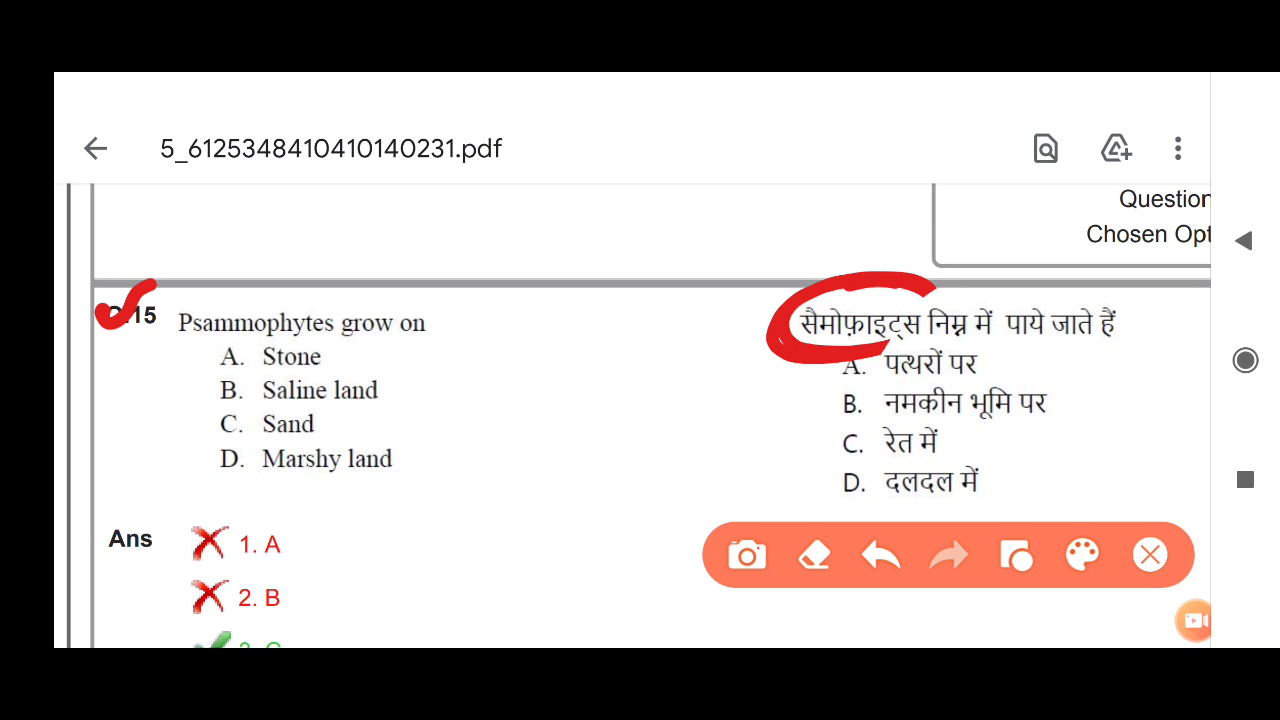 5_6125348410410140231.pdf
Question
Chosen Opt
15
Psammophytes grow on
A. Stone
B. Saline land
C. Sand
D. Marshy land
सैमोफ़ाइट्स निम्न में पाये जाते हैं
A. पत्थरों पर
B. नमकीन भूमि पर
C. रेत में
D. दलदल में
Ans
1. A
2. B